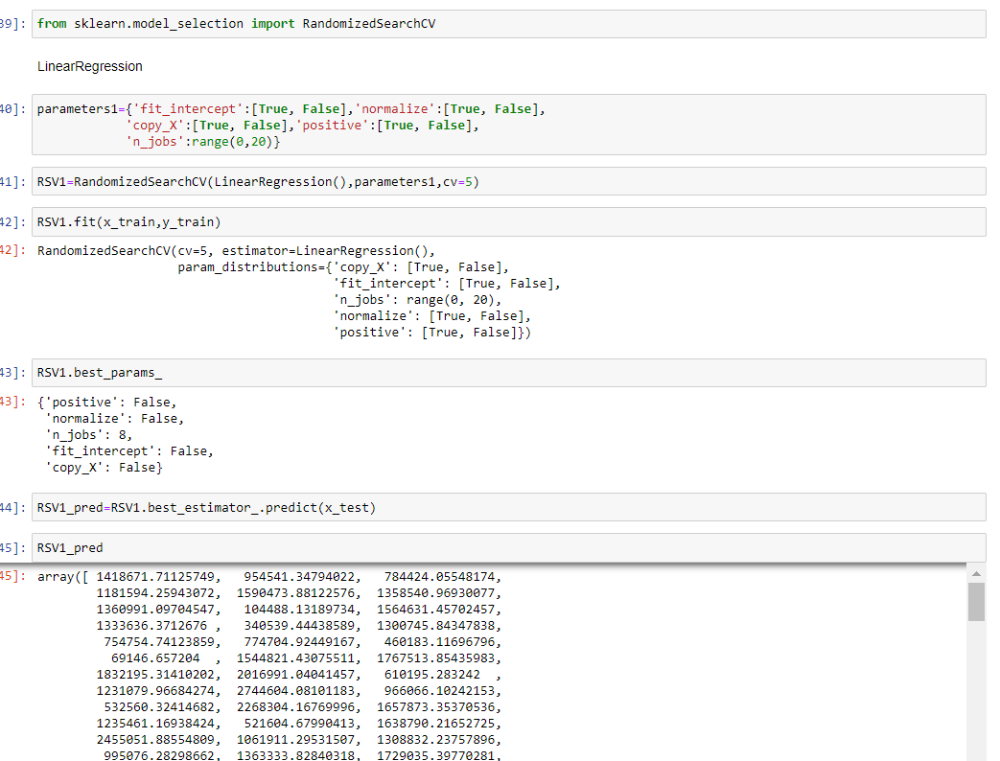 39]: from sklearn.model_selection import RandomizedSearchCV
LinearRegression
40]: parameters1={'fit_intercept':[True, False],'normalize':[True, False],
'copy_X':[True, False],'positive':[True, False],
'n_jobs':range(0,20)}
41]: RSV1=RandomizedSearchCV(LinearRegression(),parameters1,cv=5)
42]: RSV1.fit(x_train,y_train)
42]: RandomizedSearchCV(cv=5, estimator=LinearRegression(),
param_distributions={'copy_X': [True, False],
'fit_intercept': [True, False],
'n_jobs': range(0, 20),
'normalize': [True, False],
'positive': [True, False]})
43]: RSV1.best_params_
43]: {'positive': False,
'normalize': False,
'n_jobs': 8,
'fit_intercept': False,
'copy_X': False}
44]: RSV1_pred=RSV1.best_estimator_.predict(x_test)
45]: RSV1_pred
45]: array([ 1418671.71125749, 954541.34794022, 784424.05548174,
1181594.25943072, 1590473.88122576, 1358540.96930077,
1360991.09704547, 104488.13189734, 1564631.45702457,
1333636.3712676 , 340539.44438589, 1300745.84347838,
754754.74123859, 774704.92449167, 460183.11696796,
69146.657204 , 1544821.43075511, 1767513.85435983,
1832195.31410202, 2016991.04041457, 610195.283242 ,
1231079.96684274, 2744604.08101183, 966066.10242153,
532560.32414682, 2268304.16769996, 1657873.35370536,
1235461.16938424, 521604.67990413, 1638790.21652725,
2455051.88554809, 1061911.29531507, 1308832.23757896,
995076.28298662, 1363333.82840318, 1729035.39770281,